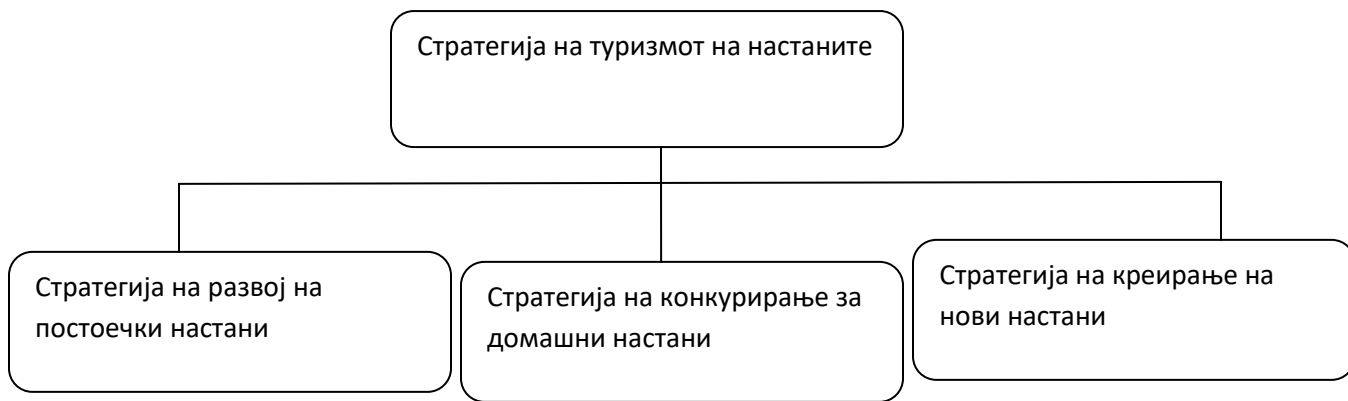 Стратегија на туризмот на настаните
Стратегија на развој на
постоечки настани
Стратегија на конкурирање за
домашни настани
Стратегија на креирање на
нови настани